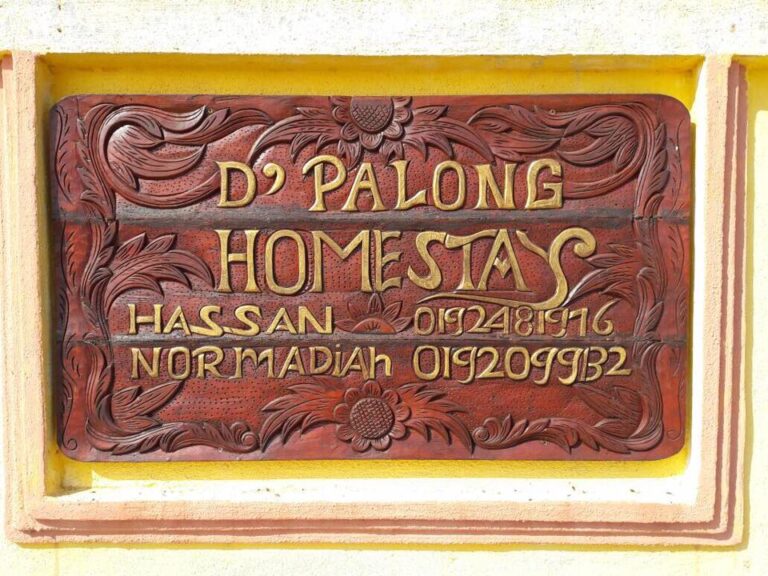 D' PALONG
HOMESTAY
HASSAN 0192481976
NORMADIAH 0192099132